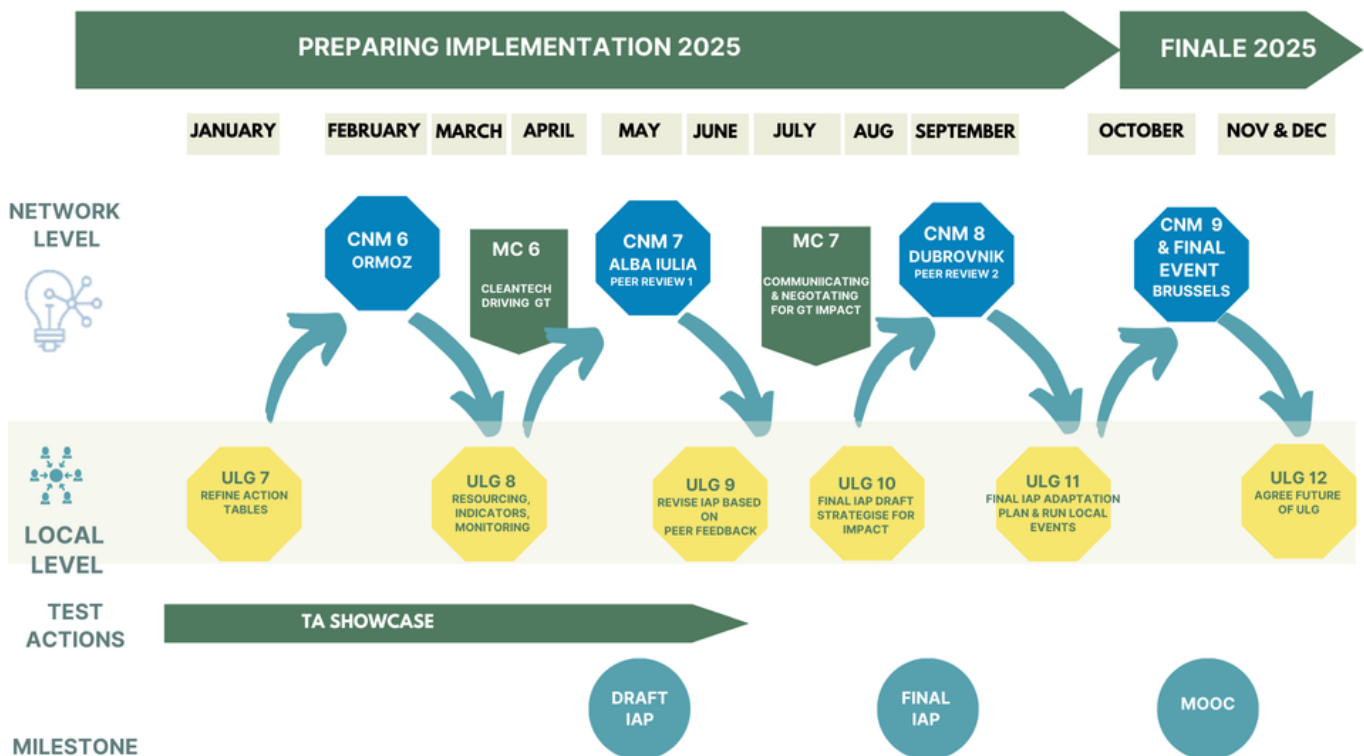 PREPARING IMPLEMENTATION 2025
FINALE 2025
JANUARY
FEBRUARY
MARCH
APRIL
MAY
JUNE
JULY
AUG
SEPTEMBER
OCTOBER
NOV & DEC
NETWORK
LEVEL
CNM 6
ORMOZ
MC 6
CLEANTECH
DRIVING GT
CNM 7
ALBA IULIA
PEER REVIEW 1
MC 7
COMMUNIICATING
& NEGOTATING
FOR GT IMPACT
CNM 8
DUBROVNIK
PEER REVIEW 2
CNM 9
& FINAL
EVENT
BRUSSELS
LOCAL
LEVEL
ULG 7
REFINE ACTION
TABLES
ULG 8
RESOURCING,
INDICATORS,
MONITORING
ULG 9
REVISE IAP BASED
ON
PEER FEEDBACK
ULG 10
FINAL IAP DRAFT
STRATEGISE FOR
IMPACT
ULG 11
FINAL IAP ADAPTATION
PLAN & RUN LOCAL
EVENTS
ULG 12
AGREE FUTURE
OF ULG
TEST
ACTIONS
TA SHOWCASE
MILESTONE
DRAFT
IAP
FINAL
IAP
MOOC